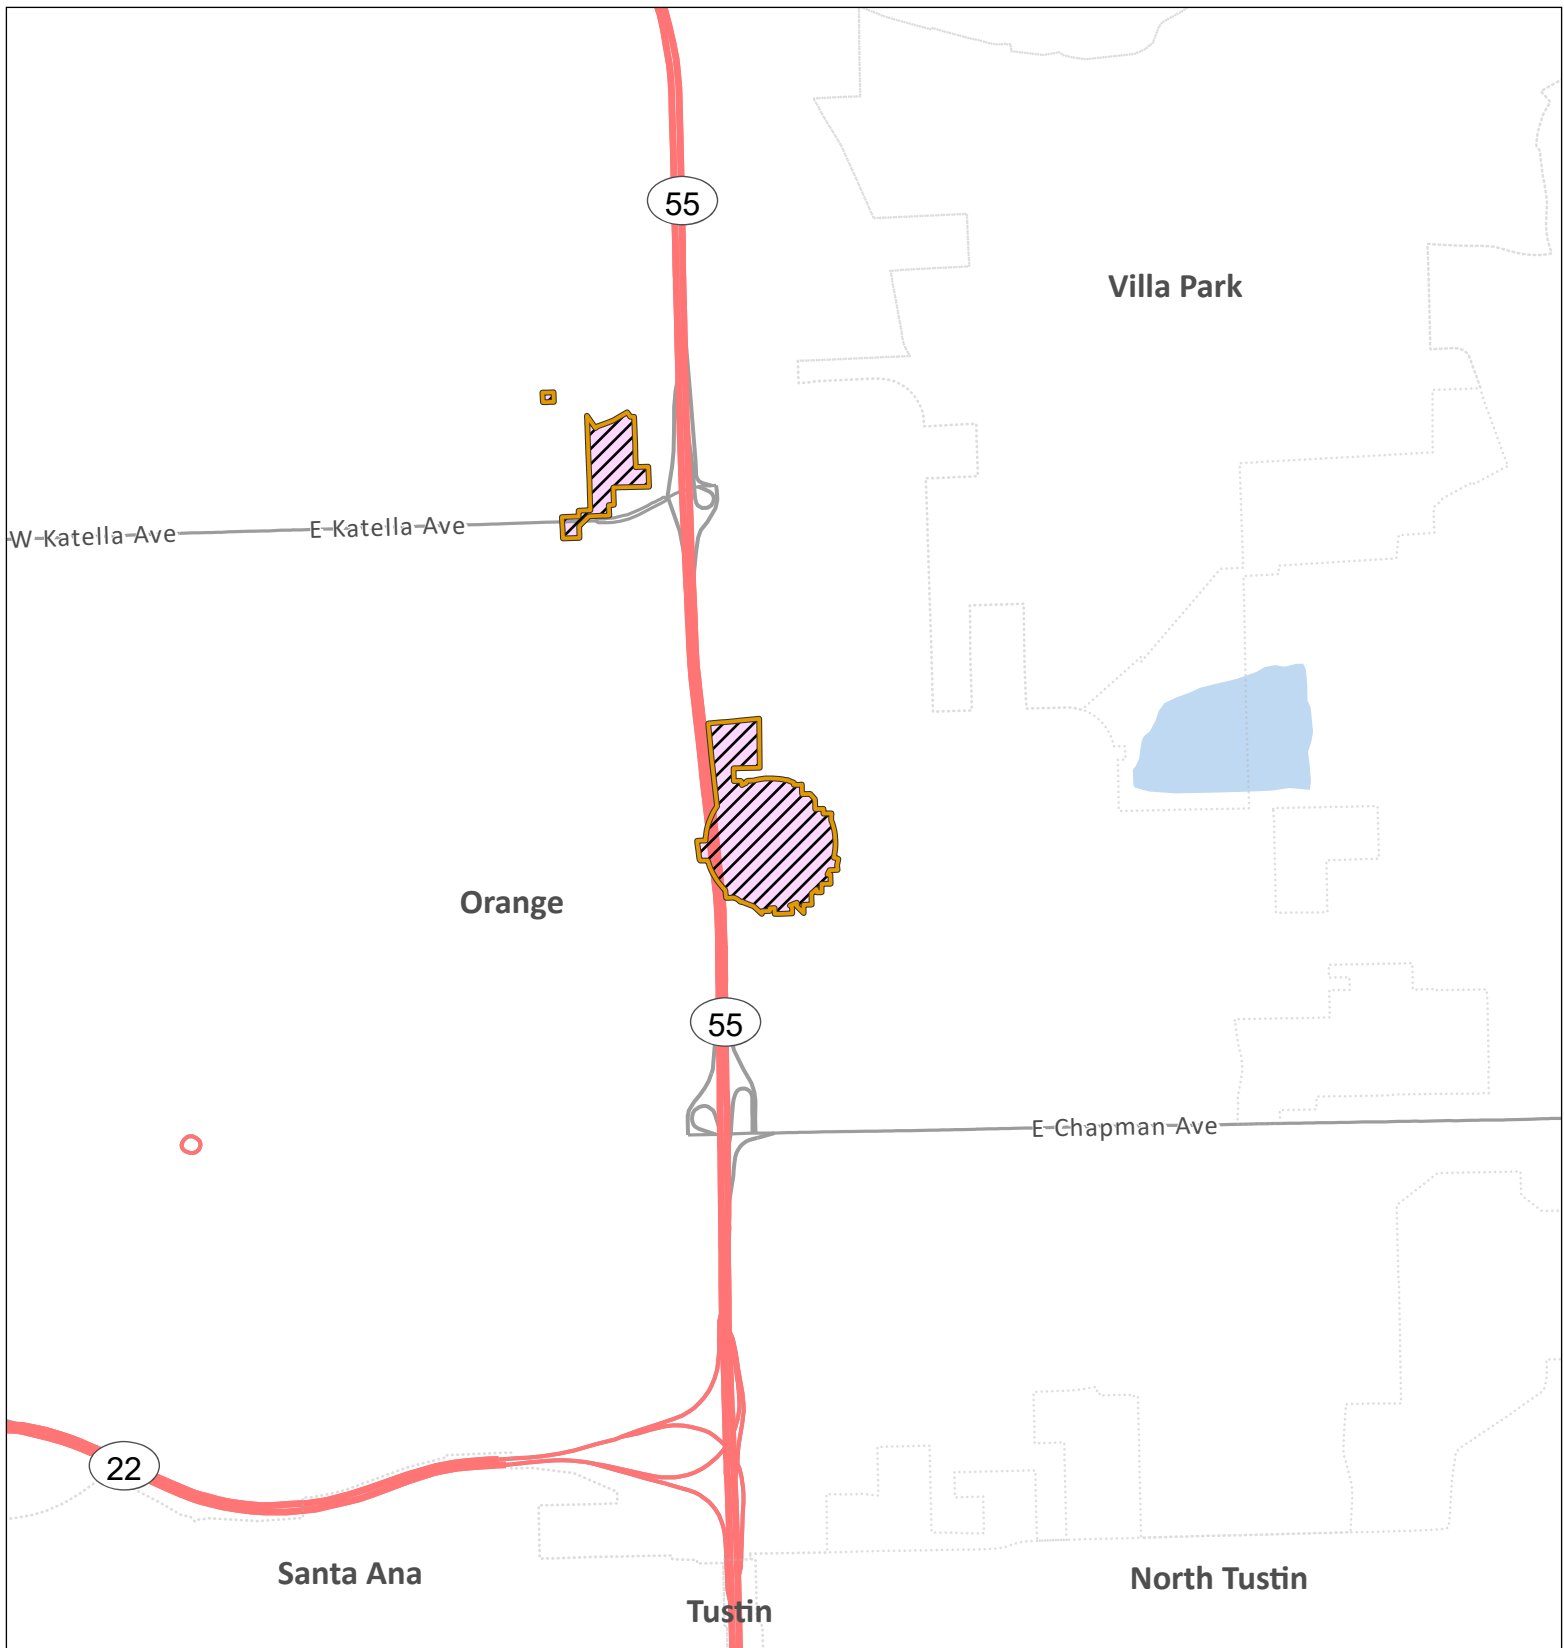 55
Villa Park
W Katella Ave
E Katella Ave
Orange
55
E Chapman Ave
22
Santa Ana
North Tustin
Tustin